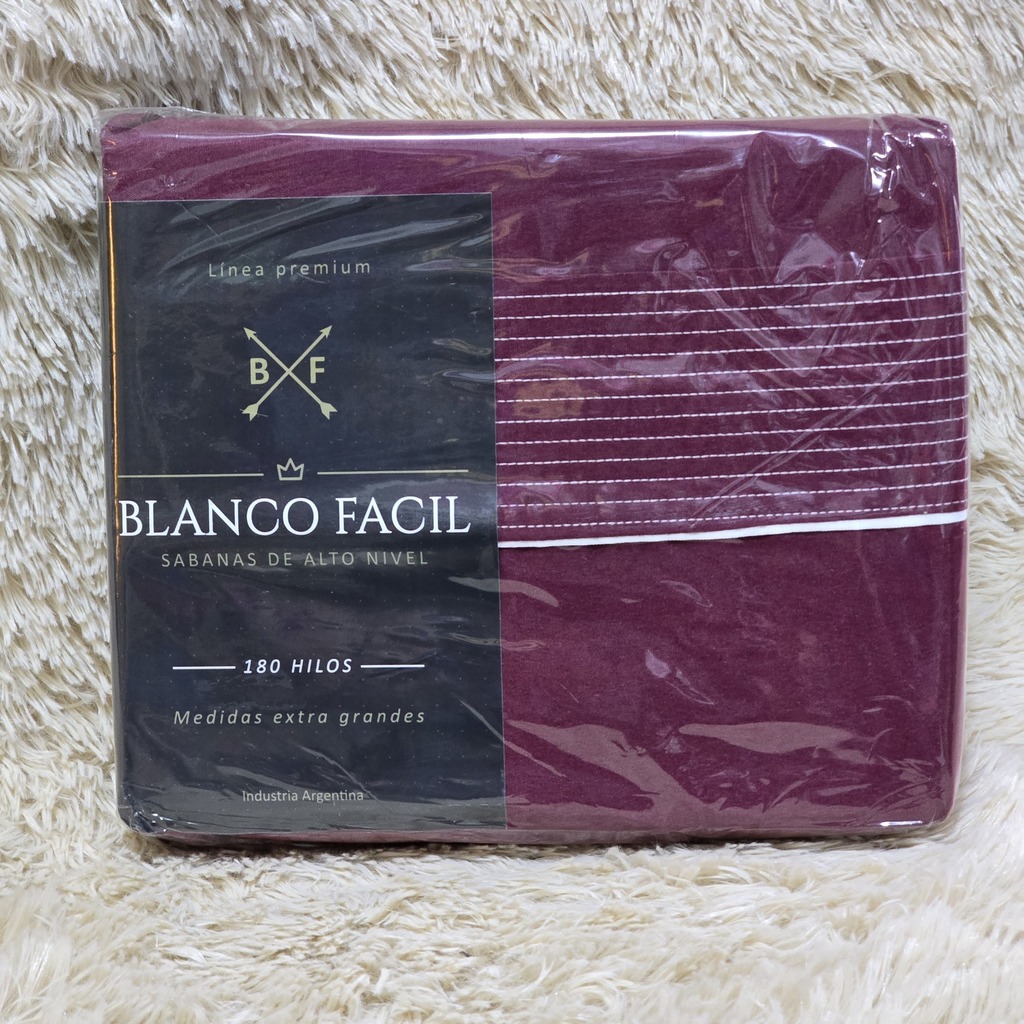 Línea premium
B F
BLANCO FACIL
SABANAS DE ALTO NIVEL
180 HILOS
Medidas extra grandes
Industria Argentina